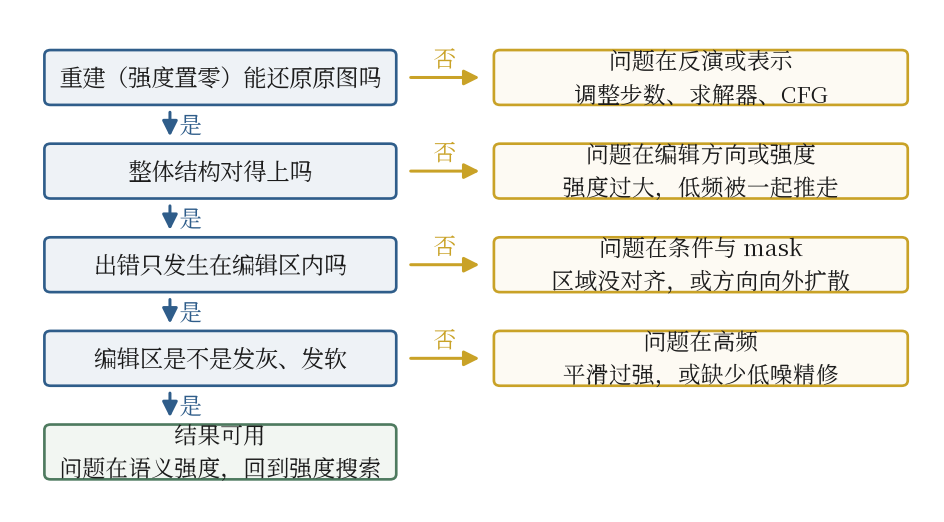 重建（强度置零）能还原原图吗
否
问题在反演或表示
调整步数、求解器、CFG
是
整体结构对得上吗
否
问题在编辑方向或强度
强度过大，低频被一起推走
是
出错只发生在编辑区内吗
否
问题在条件与 mask
区域没对齐，或方向向外扩散
是
编辑区是不是发灰、发软
否
问题在高频
平滑过强，或缺少低噪精修
是
结果可用
问题在语义强度，回到强度搜索